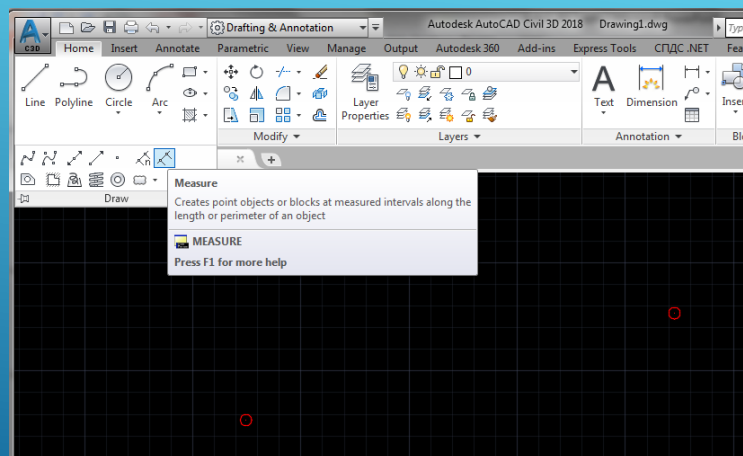 Drafting & Annotation
Autodesk AutoCAD Civil 3D 2018 Drawing1.dwg
C3D
Home Insert Annotate Parametric View Manage Output Autodesk 360 Add-ins Express Tools СПДС .NET Fea
Line Polyline Circle Arc
Layer
Properties
0
Text Dimension
Inser
Modify Layers Annotation Bl
Draw
Measure
Creates point objects or blocks at measured intervals along the
length or perimeter of an object
MEASURE
Press F1 for more help